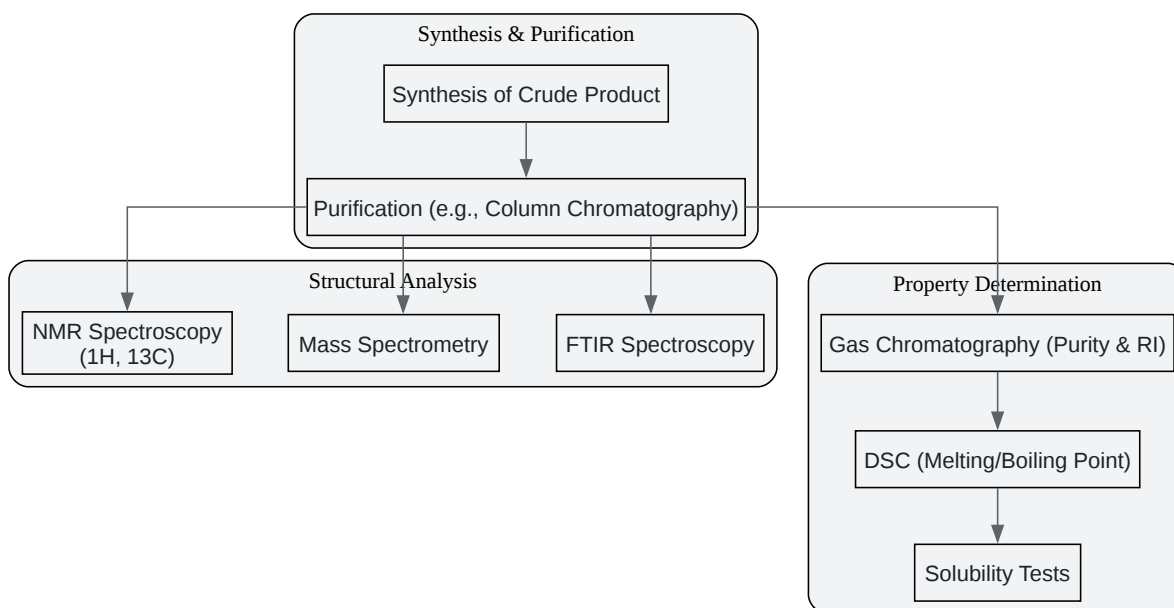 Synthesis & Purification
Synthesis of Crude Product
Purification (e.g., Column Chromatography)
Structural Analysis
NMR Spectroscopy
(1H, 13C)
Mass Spectrometry
FTIR Spectroscopy
Property Determination
Gas Chromatography (Purity & RI)
DSC (Melting/Boiling Point)
Solubility Tests